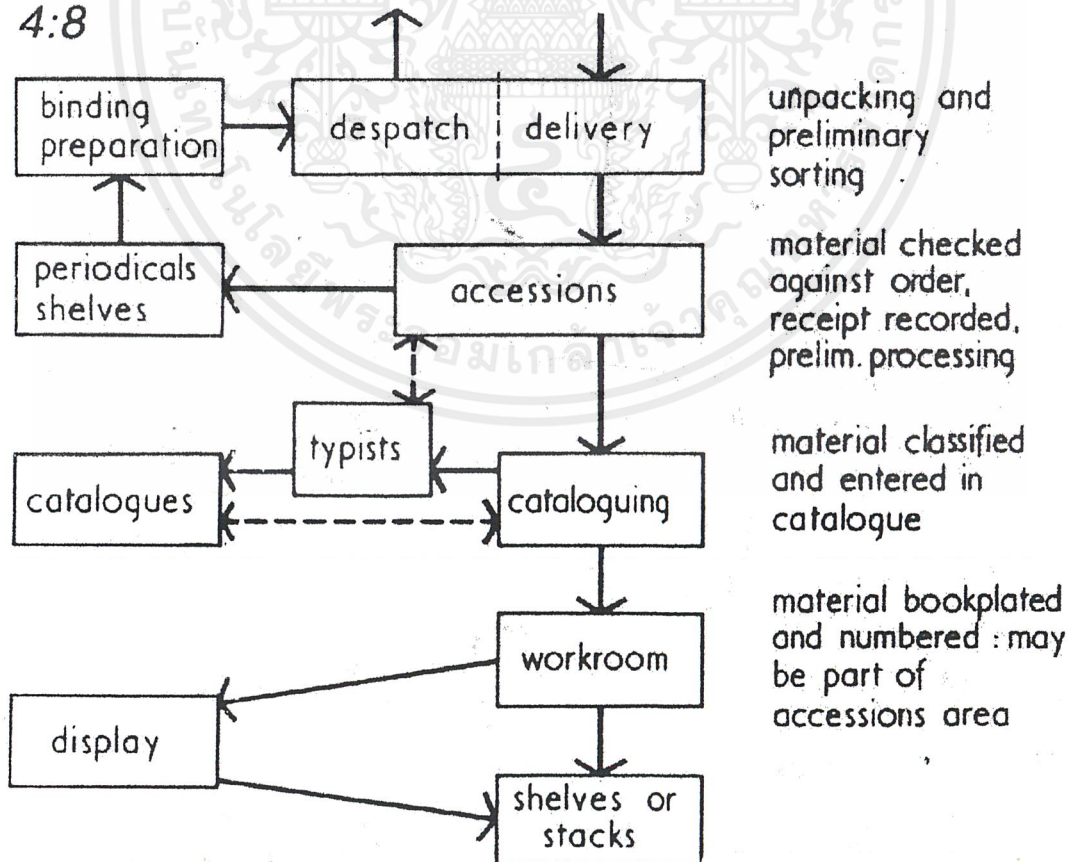 4:8
binding
preparation
despatch
delivery
unpacking and
preliminary
sorting
periodicals
shelves
accessions
material checked
against order,
receipt recorded,
prelim. processing
typists
catalogues
cataloguing
material classified
and entered in
catalogue
workroom
material bookplated
and numbered : may
be part of
accessions area
display
shelves or
stacks